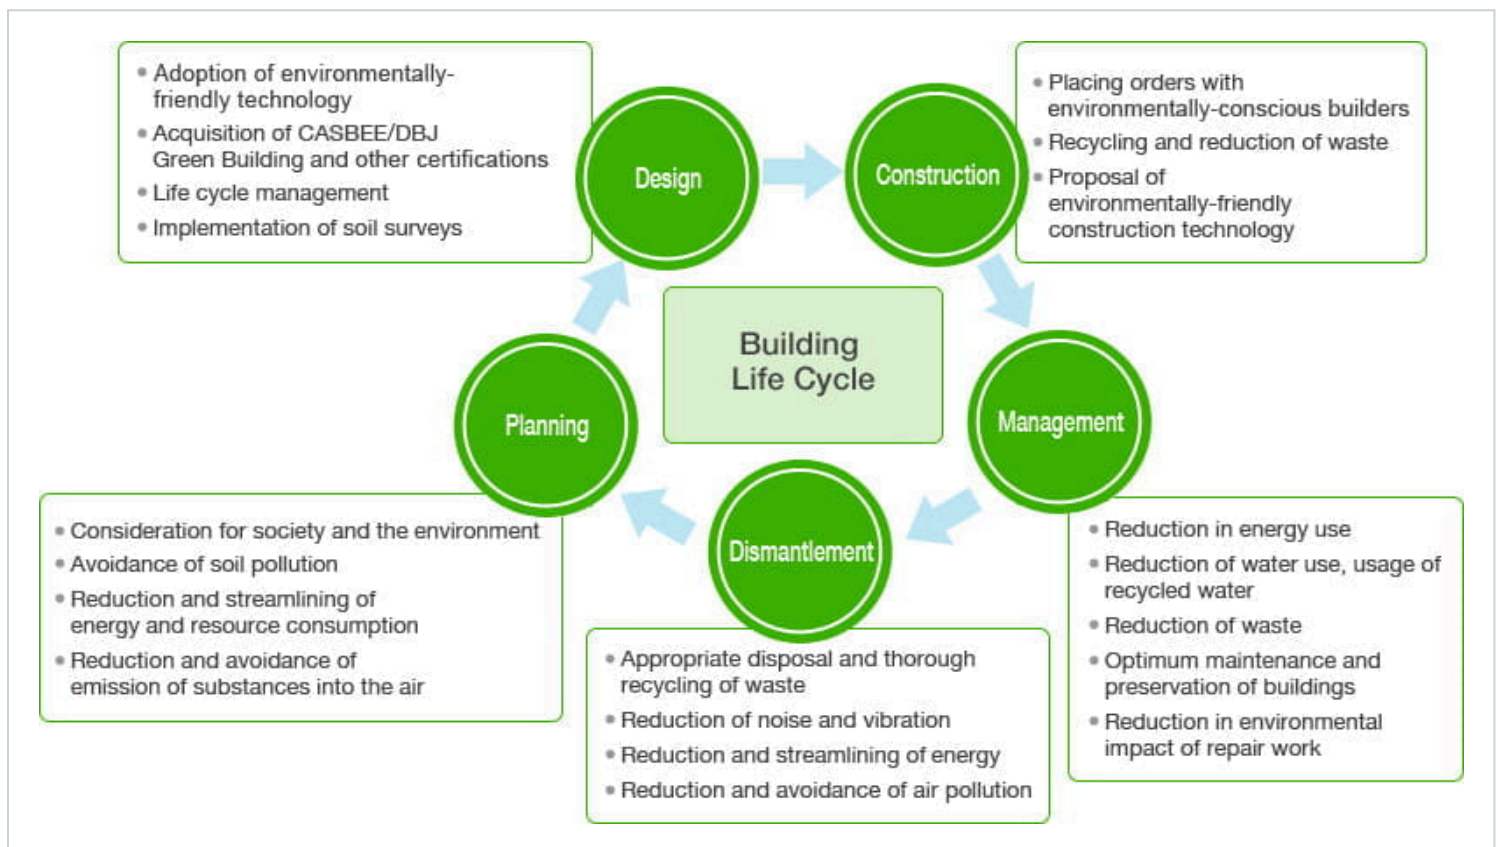 • Adoption of environmentally-
friendly technology
• Acquisition of CASBEE/DBJ
Green Building and other certifications
• Life cycle management
• Implementation of soil surveys
Design
Construction
• Placing orders with
environmentally-conscious builders
• Recycling and reduction of waste
• Proposal of
environmentally-friendly
construction technology
Building
Life Cycle
Planning
Management
Dismantlement
• Consideration for society and the environment
• Avoidance of soil pollution
• Reduction and streamlining of
energy and resource consumption
• Reduction and avoidance of
emission of substances into the air
• Appropriate disposal and thorough
recycling of waste
• Reduction of noise and vibration
• Reduction and streamlining of energy
• Reduction and avoidance of air pollution
• Reduction in energy use
• Reduction of water use, usage of
recycled water
• Reduction of waste
• Optimum maintenance and
preservation of buildings
• Reduction in environmental
impact of repair work